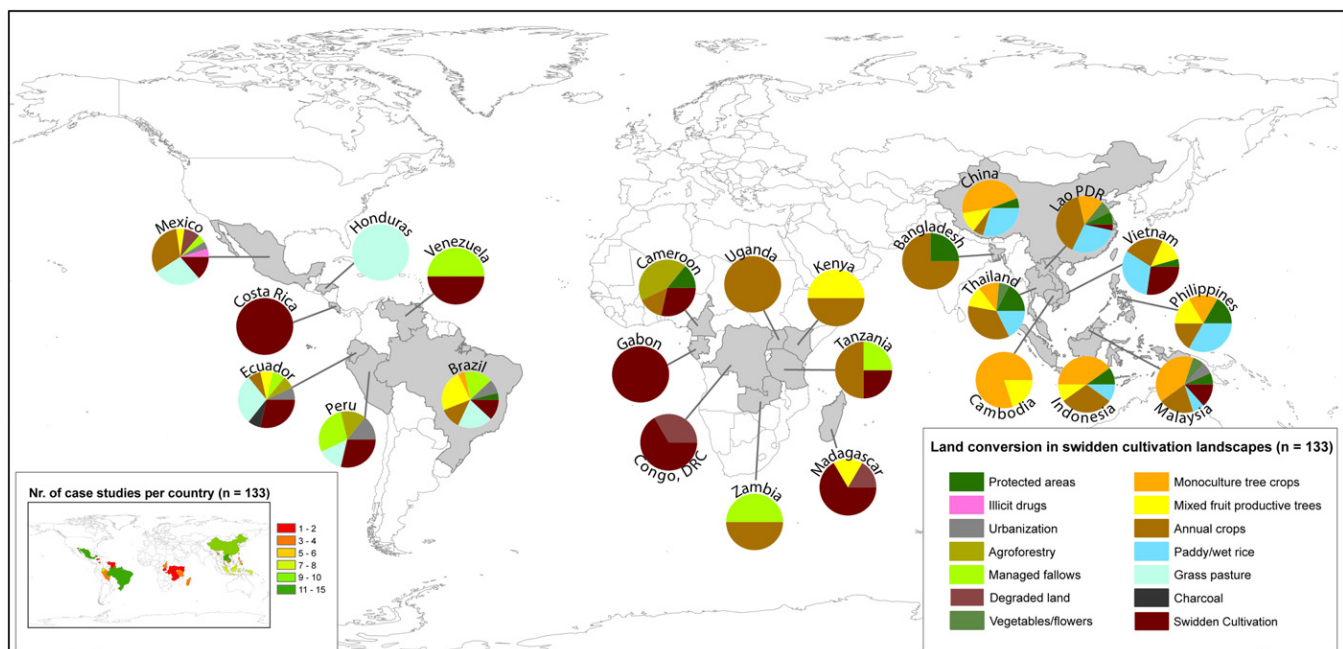 China
Lao PDR
Vietnam
Bangladesh
Thailand
Philippines
Mexico
Honduras
Venezuela
Cameroon
Uganda
Kenya
Costa Rica
Gabon
Tanzania
Ecuador
Brazil
Cambodia
Indonesia
Malaysia
Peru
Congo, DRC
Madagascar
Zambia
Land conversion in swidden cultivation landscapes (n = 133)
Protected areas
Monoculture tree crops
Illicit drugs
Mixed fruit productive trees
Urbanization
Annual crops
Agroforestry
Paddy/wet rice
Managed fallows
Grass pasture
Degraded land
Charcoal
Vegetables/flowers
Swidden Cultivation
Nr. of case studies per country (n = 133)
1 - 2
3 - 4
5 - 6
7 - 8
9 - 10
11 - 15